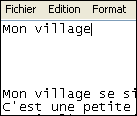 Fichier Edition Format
Mon village
Mon village se si
C'est une petite